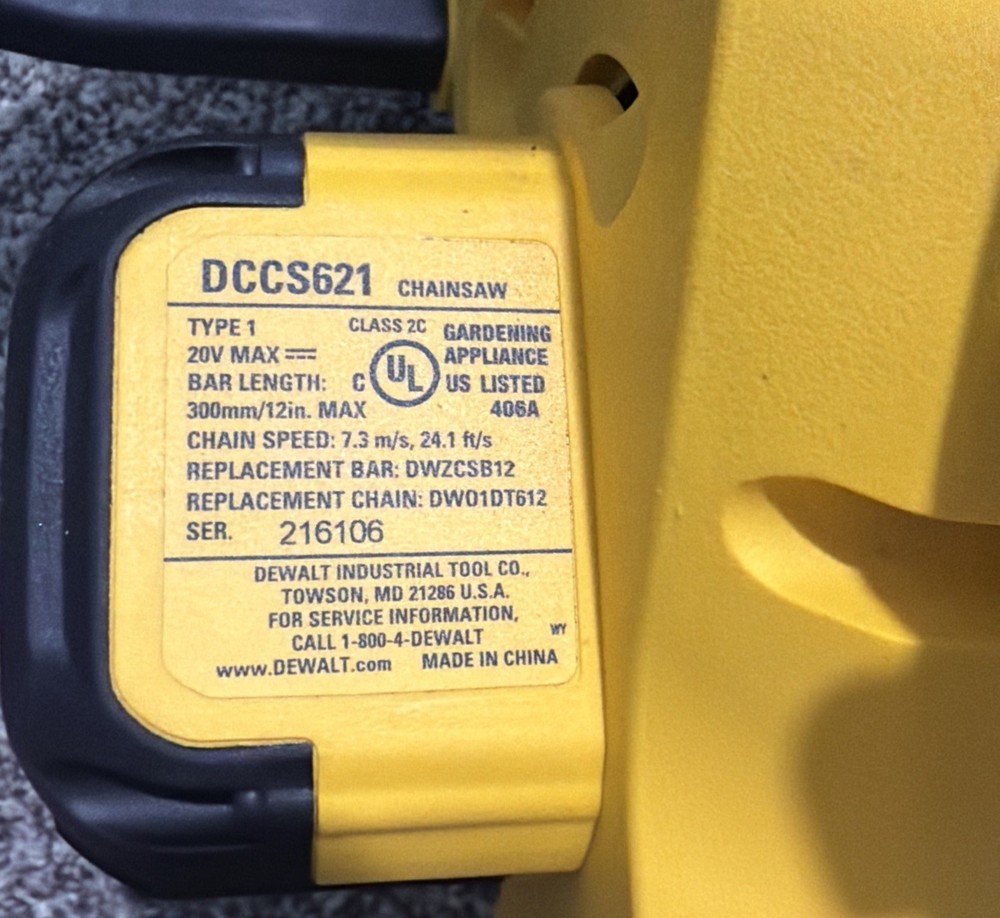 DCCS621 CHAINSAW
TYPE 1 CLASS 2C GARDENING
20V MAX ⎓ UL APPLIANCE
BAR LENGTH: C US LISTED
300mm/12in. MAX 406A
CHAIN SPEED: 7.3 m/s, 24.1 ft/s
REPLACEMENT BAR: DWZCSB12
REPLACEMENT CHAIN: DWO1DT612
SER. 216106
DEWALT INDUSTRIAL TOOL CO.,
TOWSON, MD 21286 U.S.A.
FOR SERVICE INFORMATION,
CALL 1-800-4-DEWALT WY
www.DEWALT.com MADE IN CHINA